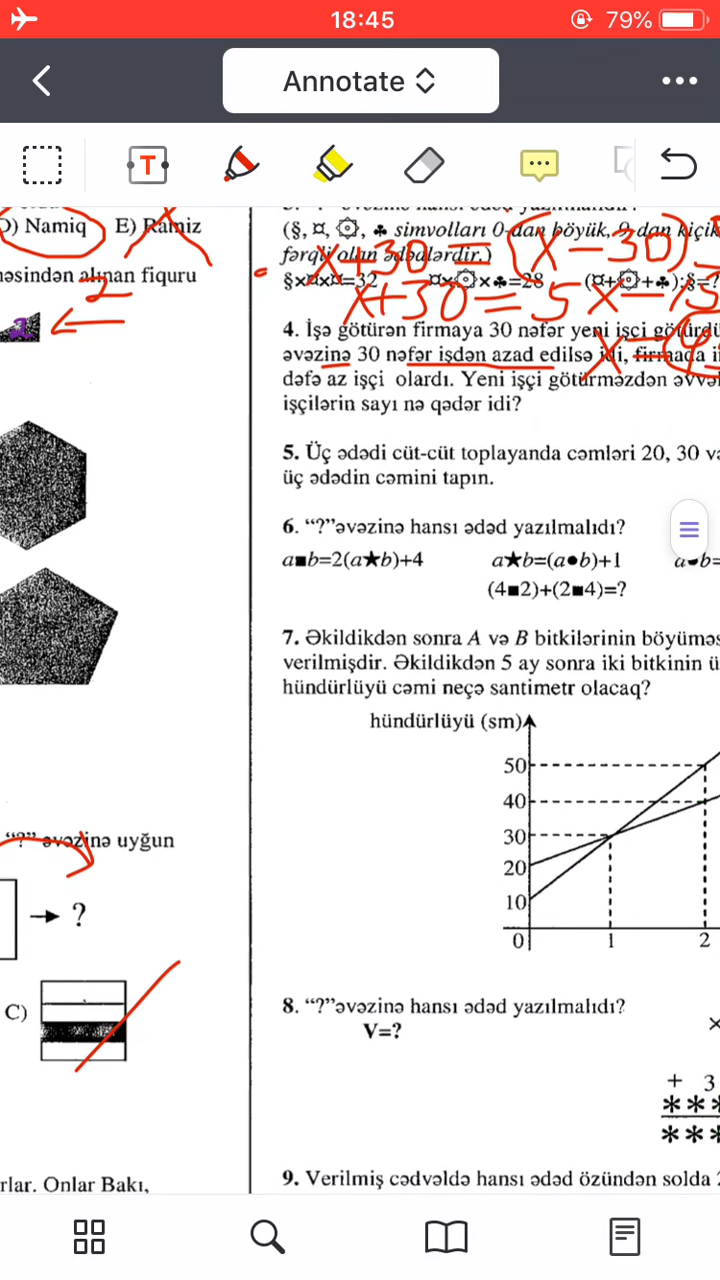 18:45
79%
Annotate
T
D) Namiq E) Ramiz
alınan fiquru
2
2
(§, ¤, ۞, ♣ simvolları 0-dan böyük, 9-dan kiçik
fərqli olan ədədlərdir.)
x+30=(x-30)5
§×¤×¤=32 ¤×۞×♣=28 (¤+۞+♣):§=?
x+30=5x-15
4. İşə götürən firmaya 30 nəfər yeni işçi
əvəzinə 30 nəfər işdən azad edilsə idi, firmada
x=4
dəfə az işçi olardı. Yeni işçi götürməzdən
işçilərin sayı nə qədər idi?
5. Üç ədədi cüt-cüt toplayanda cəmləri 20, 30
üç ədədin cəmini tapın.
6. “?”əvəzinə hansı ədəd yazılmalıdı?
a■b=2(a★b)+4 a★b=(a●b)+1
(4■2)+(2■4)=?
7. Əkildikdən sonra A və B bitkilərinin
verilmişdir. Əkildikdən 5 ay sonra iki bitkinin
hündürlüyü cəmi neçə santimetr olacaq?
hündürlüyü (sm)
50
40
30
20
10
0 1 2
“?” əvəzinə uyğun
→ ?
C)
8. “?”əvəzinə hansı ədəd yazılmalıdı?
V=?
×
+ 3
***
***
Onlar Bakı,
9. Verilmiş cədvəldə hansı ədəd özündən solda